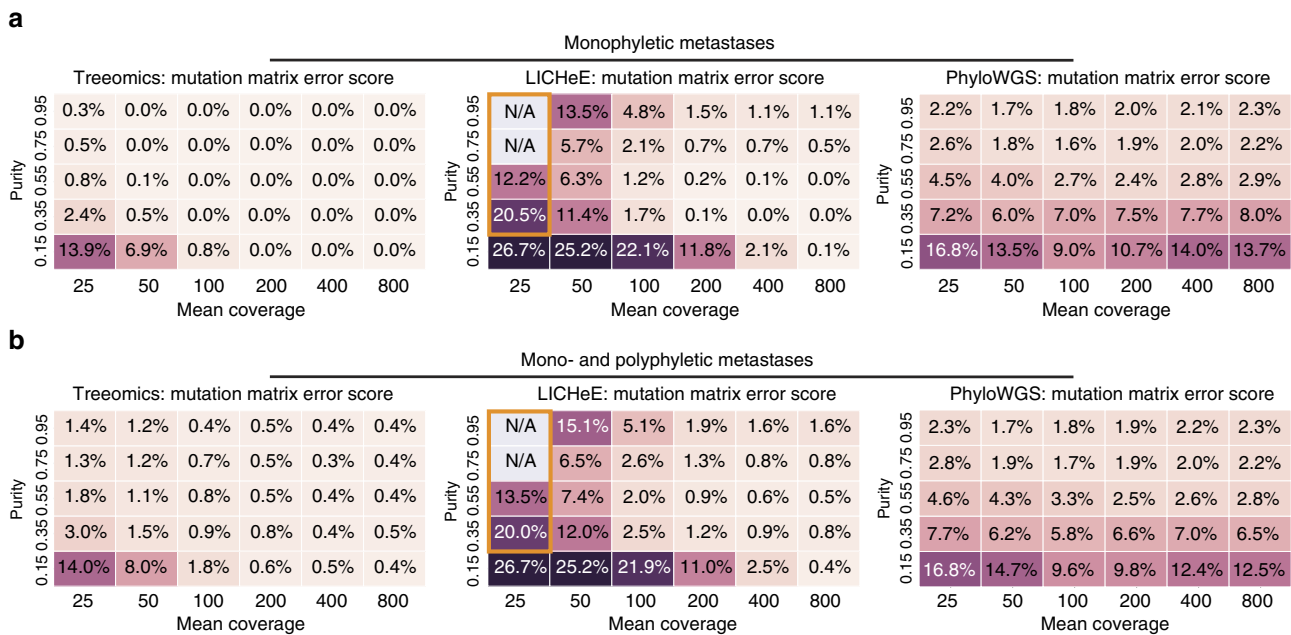 a
Monophyletic metastases
Treeomics: mutation matrix error score
LICHeE: mutation matrix error score
PhyloWGS: mutation matrix error score
Purity
0.95 0.3% 0.0% 0.0% 0.0% 0.0% 0.0%
0.75 0.5% 0.0% 0.0% 0.0% 0.0% 0.0%
0.55 0.8% 0.1% 0.0% 0.0% 0.0% 0.0%
0.35 2.4% 0.5% 0.0% 0.0% 0.0% 0.0%
0.15 13.9% 6.9% 0.8% 0.0% 0.0% 0.0%
25 50 100 200 400 800
Mean coverage
Purity
0.95 N/A 13.5% 4.8% 1.5% 1.1% 1.1%
0.75 N/A 5.7% 2.1% 0.7% 0.7% 0.5%
0.55 12.2% 6.3% 1.2% 0.2% 0.1% 0.0%
0.35 20.5% 11.4% 1.7% 0.1% 0.0% 0.0%
0.15 26.7% 25.2% 22.1% 11.8% 2.1% 0.1%
25 50 100 200 400 800
Mean coverage
Purity
0.95 2.2% 1.7% 1.8% 2.0% 2.1% 2.3%
0.75 2.6% 1.8% 1.6% 1.9% 2.0% 2.2%
0.55 4.5% 4.0% 2.7% 2.4% 2.8% 2.9%
0.35 7.2% 6.0% 7.0% 7.5% 7.7% 8.0%
0.15 16.8% 13.5% 9.0% 10.7% 14.0% 13.7%
25 50 100 200 400 800
Mean coverage
b
Mono- and polyphyletic metastases
Treeomics: mutation matrix error score
LICHeE: mutation matrix error score
PhyloWGS: mutation matrix error score
Purity
0.95 1.4% 1.2% 0.4% 0.5% 0.4% 0.4%
0.75 1.3% 1.2% 0.7% 0.5% 0.3% 0.4%
0.55 1.8% 1.1% 0.8% 0.5% 0.4% 0.4%
0.35 3.0% 1.5% 0.9% 0.8% 0.4% 0.5%
0.15 14.0% 8.0% 1.8% 0.6% 0.5% 0.4%
25 50 100 200 400 800
Mean coverage
Purity
0.95 N/A 15.1% 5.1% 1.9% 1.6% 1.6%
0.75 N/A 6.5% 2.6% 1.3% 0.8% 0.8%
0.55 13.5% 7.4% 2.0% 0.9% 0.6% 0.5%
0.35 20.0% 12.0% 2.5% 1.2% 0.9% 0.8%
0.15 26.7% 25.2% 21.9% 11.0% 2.5% 0.4%
25 50 100 200 400 800
Mean coverage
Purity
0.95 2.3% 1.7% 1.8% 1.9% 2.2% 2.3%
0.75 2.8% 1.9% 1.7% 1.9% 2.0% 2.2%
0.55 4.6% 4.3% 3.3% 2.5% 2.6% 2.8%
0.35 7.7% 6.2% 5.8% 6.6% 7.0% 6.5%
0.15 16.8% 14.7% 9.6% 9.8% 12.4% 12.5%
25 50 100 200 400 800
Mean coverage